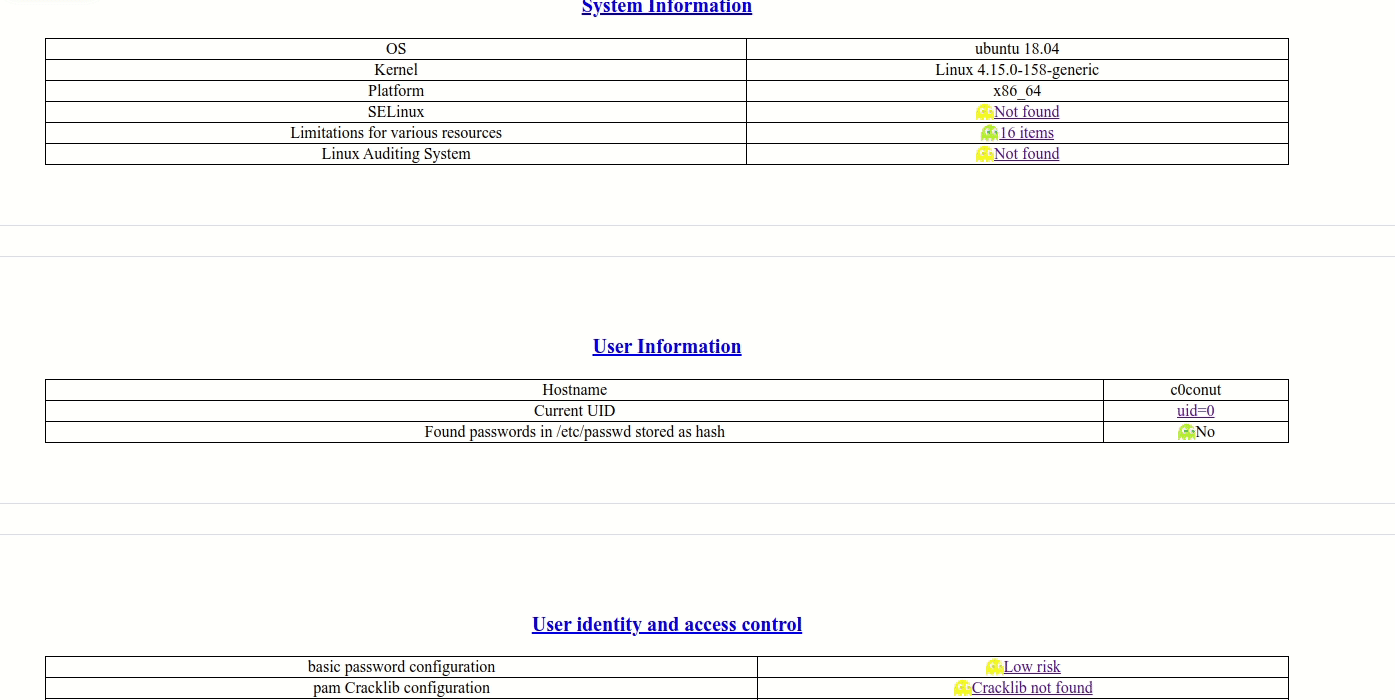 System Information
OS ubuntu 18.04
Kernel Linux 4.15.0-158-generic
Platform x86_64
SELinux Not found
Limitations for various resources 16 items
Linux Auditing System Not found
User Information
Hostname c0conut
Current UID uid=0
Found passwords in /etc/passwd stored as hash No
User identity and access control
basic password configuration Low risk
pam Cracklib configuration Cracklib not found